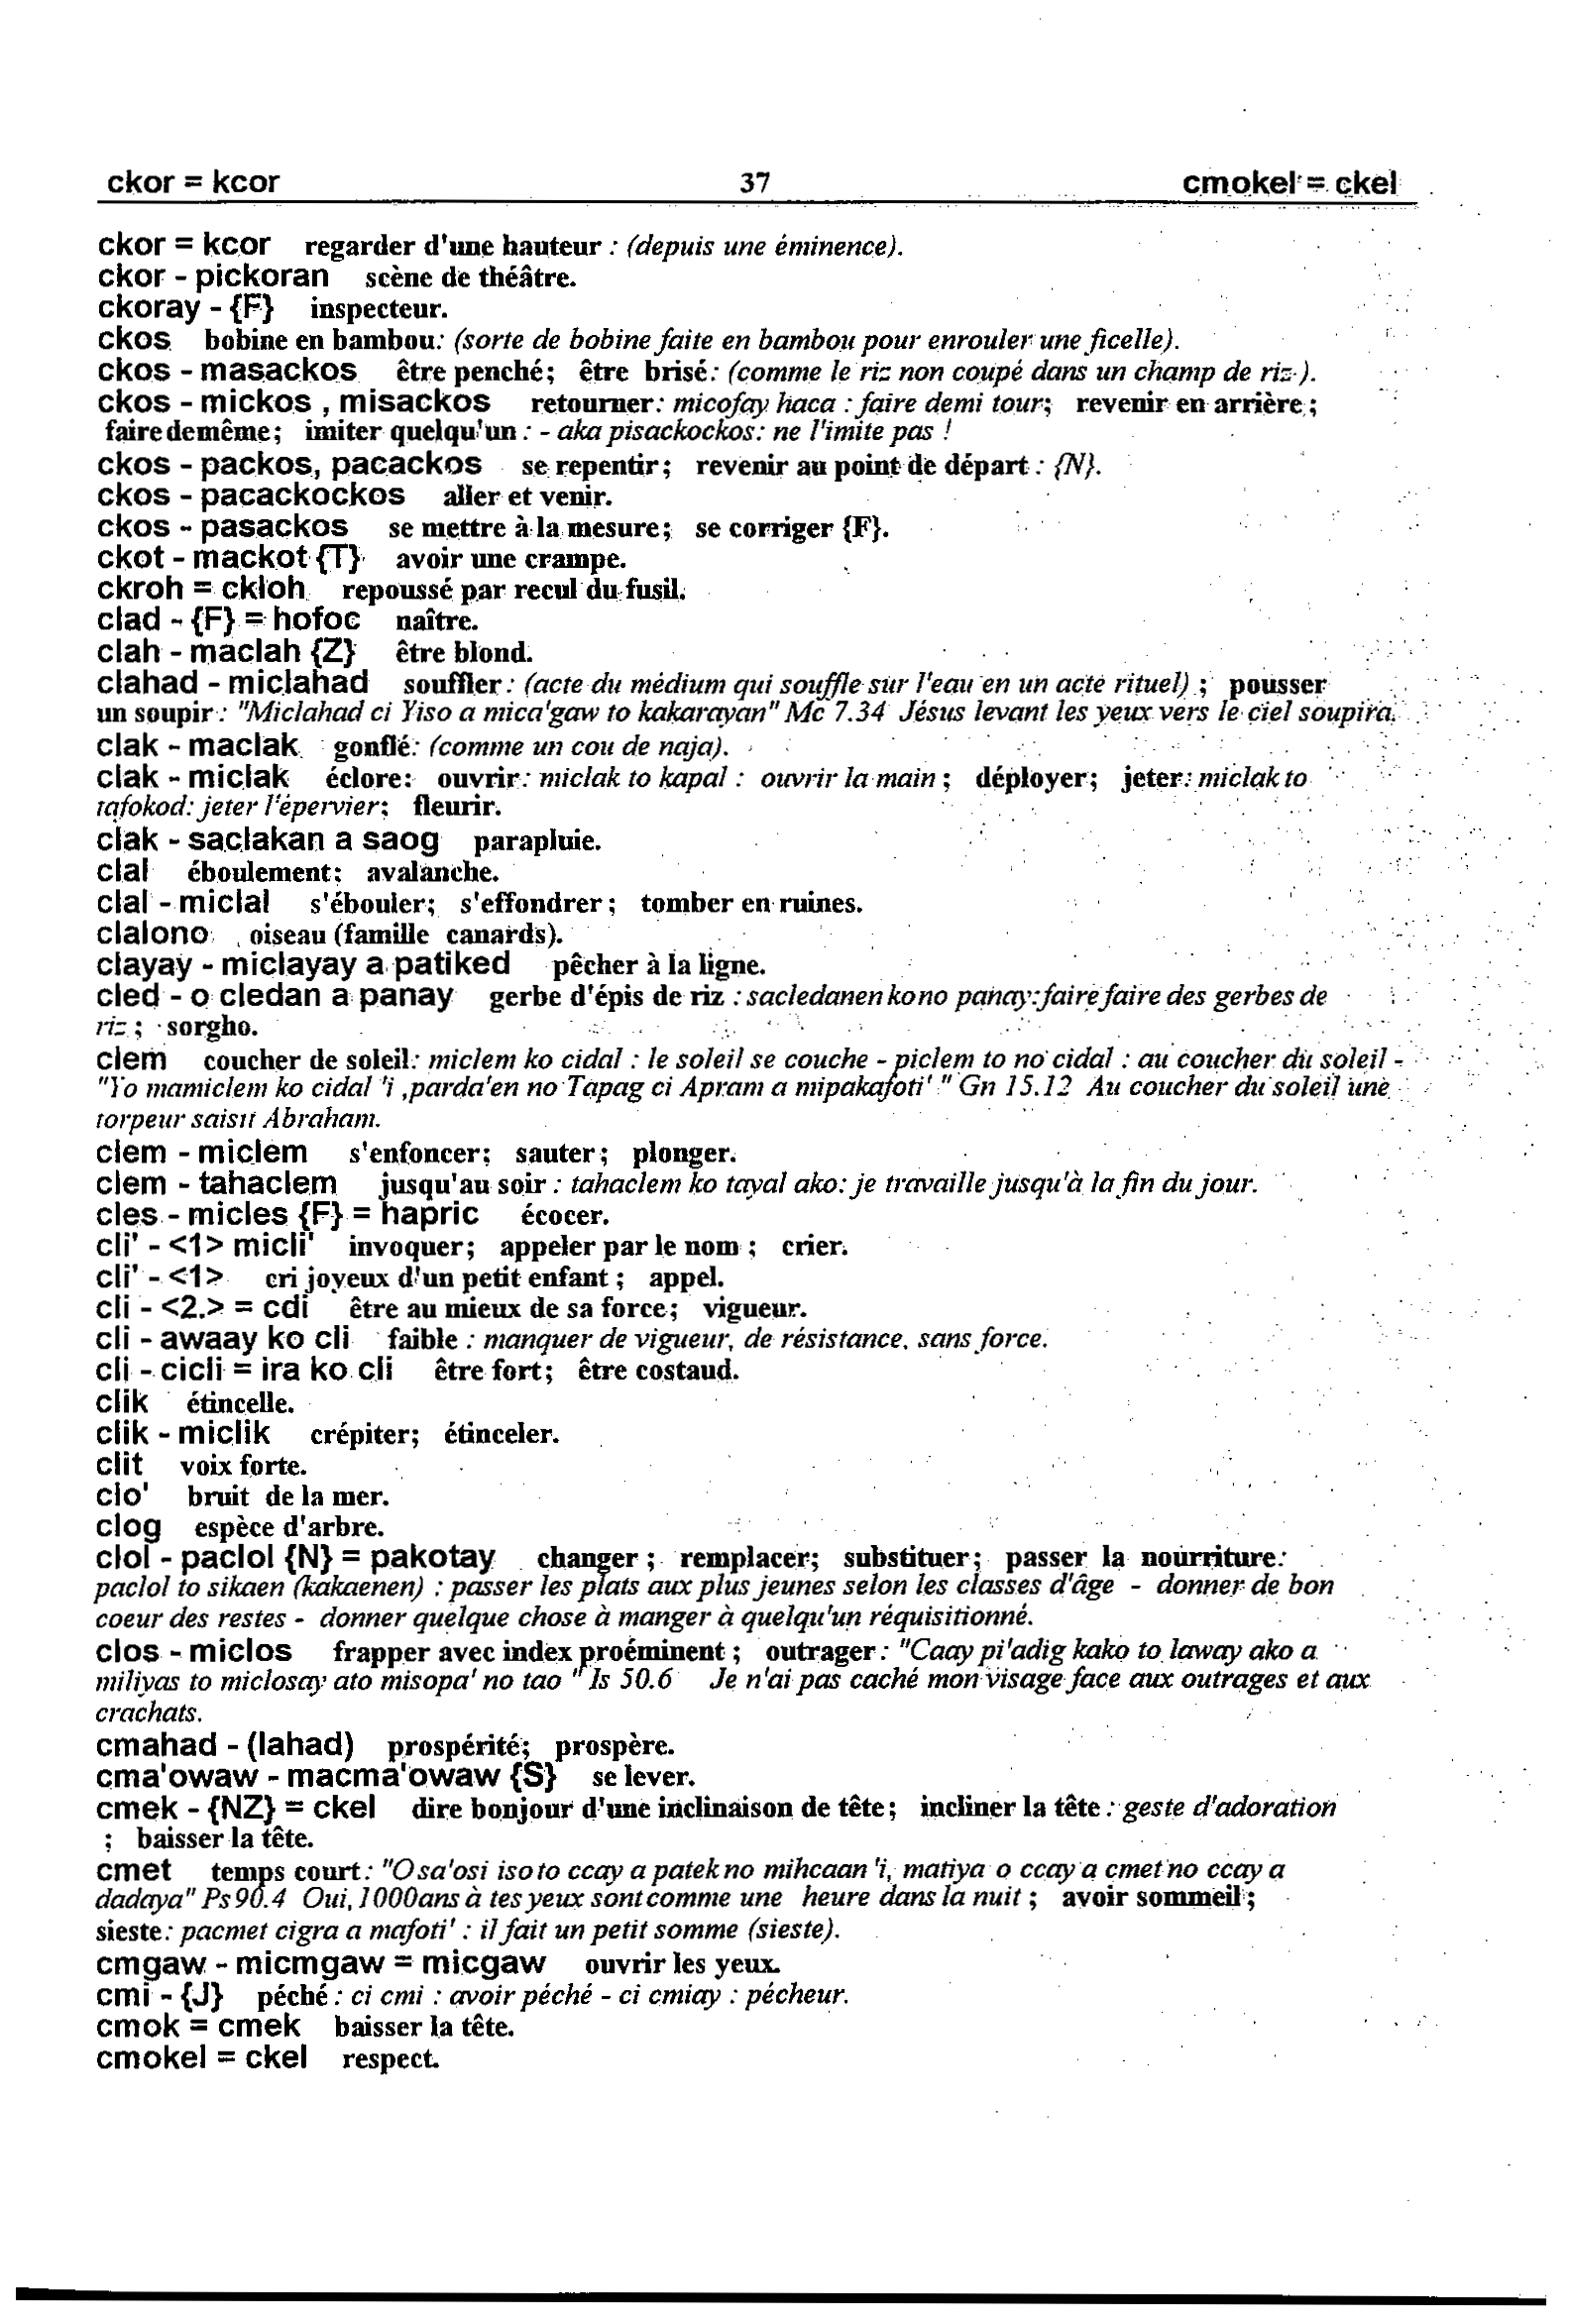 ckor = kcor 37 cmokel = ckel
ckor = kcor regarder d'une hauteur : (depuis une éminence).
ckor - pickoran scène de théâtre.
ckoray - {F} inspecteur.
ckos bobine en bambou: (sorte de bobine faite en bambou pour enrouler une ficelle).
ckos - masackos être penché; être brisé: (comme le riz non coupé dans un champ de riz ).
ckos - mickos , misackos retourner: micofay haca : faire demi tour; revenir en arrière ;
faire de même ; imiter quelqu'un : - aka pisackockos: ne l'imite pas !
ckos - packos, pacackos se repentir ; revenir au point de départ : {N}.
ckos - pacackockos aller et venir.
ckos - pasackos se mettre à la mesure; se corriger {F}.
ckot - mackot {T} avoir une crampe.
ckroh = ckloh repoussé par recul du fusil.
clad - {F} = hofoc naître.
clah - maclah {Z} être blond.
clahad - miclahad souffler : (acte du médium qui souffle sur l'eau en un acte rituel) ; pousser
un soupir : "Miclahad ci Yiso a mica'gaw to kakarayan" Mc 7.34 Jésus levant les yeux vers le ciel soupira.
clak - maclak gonflé: (comme un cou de naja).
clak - miclak éclore: ouvrir: miclak to kapal : ouvrir la main ; déployer; jeter: miclak to
tafokod: jeter l'épervier; fleurir.
clak - saclakan a saog parapluie.
clal éboulement; avalanche.
clal - miclal s'ébouler; s'effondrer ; tomber en ruines.
clalono oiseau (famille canards).
clayay - miclayay a patiked pêcher à la ligne.
cled - o cledan a panay gerbe d'épis de riz : sacledanen ko no panay: faire faire des gerbes de
riz ; sorgho.
clem coucher de soleil: miclem ko cidal : le soleil se couche - piclem to no cidal : au coucher du soleil -
"Yo mamiclem ko cidal 'i ,parda'en no Tapag ci Apram a mipakafoti' " Gn 15.12 Au coucher du soleil une
torpeur saisit Abraham.
clem - miclem s'enfoncer; sauter ; plonger.
clem - tahaclem jusqu'au soir : tahaclem ko tayal ako: je travaille jusqu'à la fin du jour.
cles - micles {F} = hapric écocer.
cli' - <1> micli' invoquer; appeler par le nom ; crier.
cli' - <1> cri joyeux d'un petit enfant ; appel.
cli - <2.> = cdi être au mieux de sa force ; vigueur.
cli - awaay ko cli faible : manquer de vigueur, de résistance. sans force.
cli - cicli = ira ko cli être fort; être costaud.
clik étincelle.
clik - miclik crépiter; étinceler.
clit voix forte.
clo' bruit de la mer.
clog espèce d'arbre.
clol - paclol {N} = pakotay changer ; remplacer; substituer ; passer la nourriture:
paclol to sikaen (kakaenen) : passer les plats aux plus jeunes selon les classes d'âge - donner de bon
coeur des restes - donner quelque chose à manger à quelqu'un réquisitionné.
clos - miclos frapper avec index proéminent ; outrager : "Caay pi'adig kako to laway ako a
miliyas to miclosay ato misopa' no tao " Is 50.6 Je n'ai pas caché mon visage face aux outrages et aux
crachats.
cmahad - (lahad) prospérité; prospère.
cma'owaw - macma'owaw {S} se lever.
cmek - {NZ} = ckel dire bonjour d'une inclinaison de tête ; incliner la tête : geste d'adoration
; baisser la tête.
cmet temps court : "O sa'osi iso to ccay a patek no mihcaan 'i, matiya o ccay a cmet no ccay a
dadaya" Ps 90.4 Oui, 1000 ans à tes yeux sont comme une heure dans la nuit ; avoir sommeil ;
sieste : pacmet cigra a mafoti' : il fait un petit somme (sieste).
cmgaw - micmgaw = micgaw ouvrir les yeux.
cmi - {J} péché : ci cmi : avoir péché - ci cmiay : pécheur.
cmok = cmek baisser la tête.
cmokel = ckel respect.